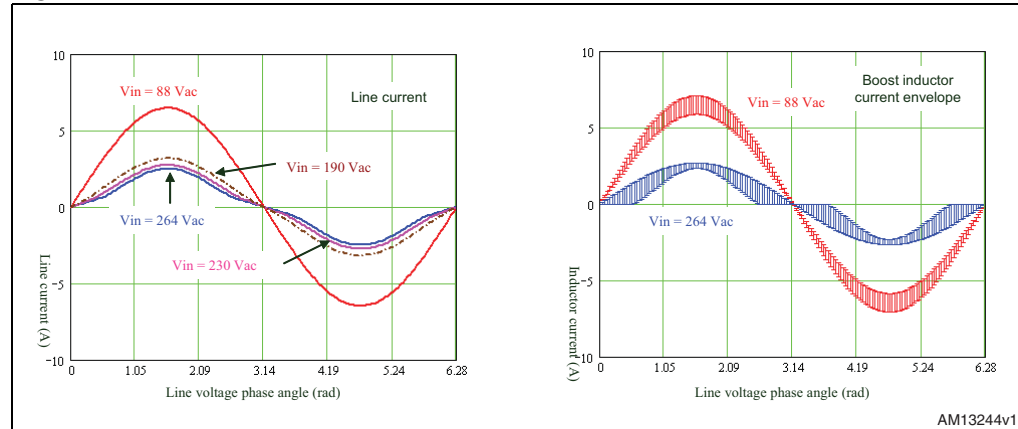 10
5
0
−5
−10
Line current (A)
Vin = 88 Vac
Line current
Vin = 190 Vac
Vin = 264 Vac
Vin = 230 Vac
0 1.05 2.09 3.14 4.19 5.24 6.28
Line voltage phase angle (rad)
10
5
0
−5
−10
Inductor current (A)
Boost inductor
current envelope
Vin = 88 Vac
Vin = 264 Vac
0 1.05 2.09 3.14 4.19 5.24 6.28
Line voltage phase angle (rad)
AM13244v1